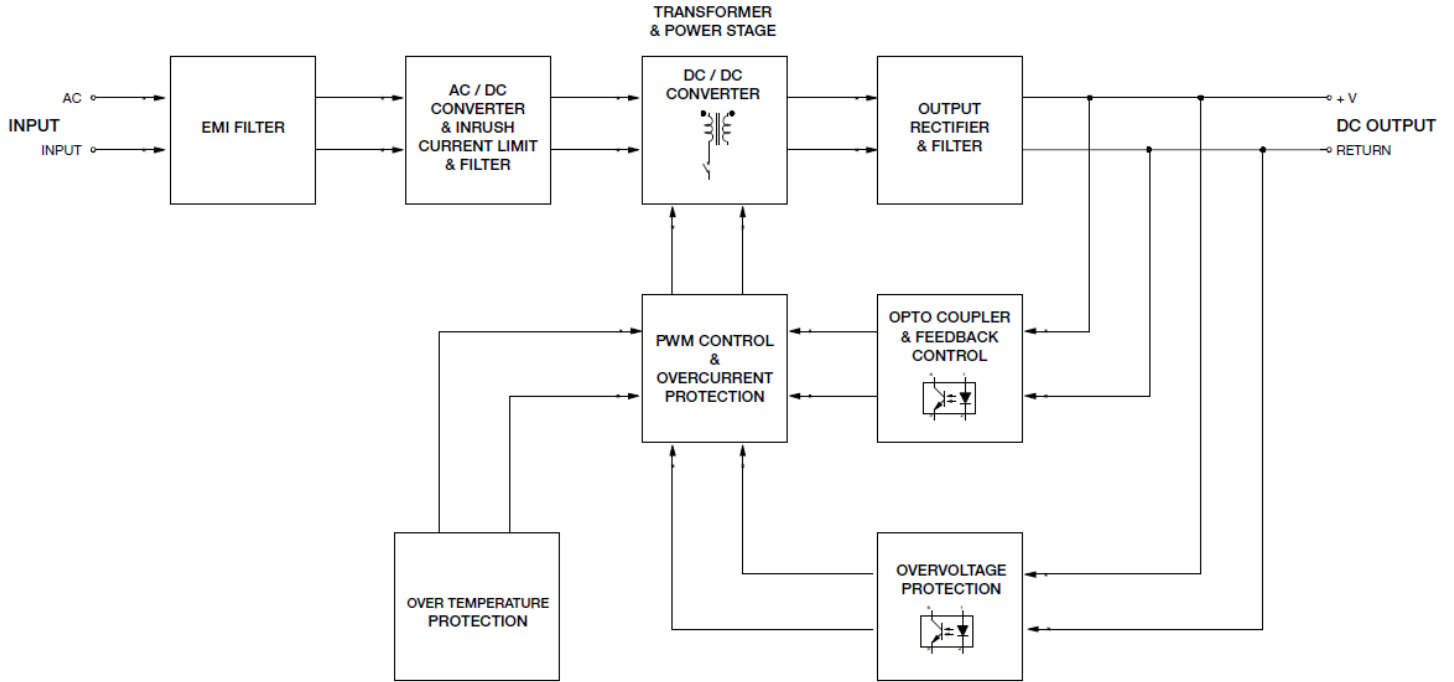 TRANSFORMER
& POWER STAGE
INPUT
AC
INPUT
EMI FILTER
AC / DC
CONVERTER
& INRUSH
CURRENT LIMIT
& FILTER
DC / DC
CONVERTER
OUTPUT
RECTIFIER
& FILTER
+ V
DC OUTPUT
RETURN
PWM CONTROL
&
OVERCURRENT
PROTECTION
OPTO COUPLER
& FEEDBACK
CONTROL
OVER TEMPERATURE
PROTECTION
OVERVOLTAGE
PROTECTION